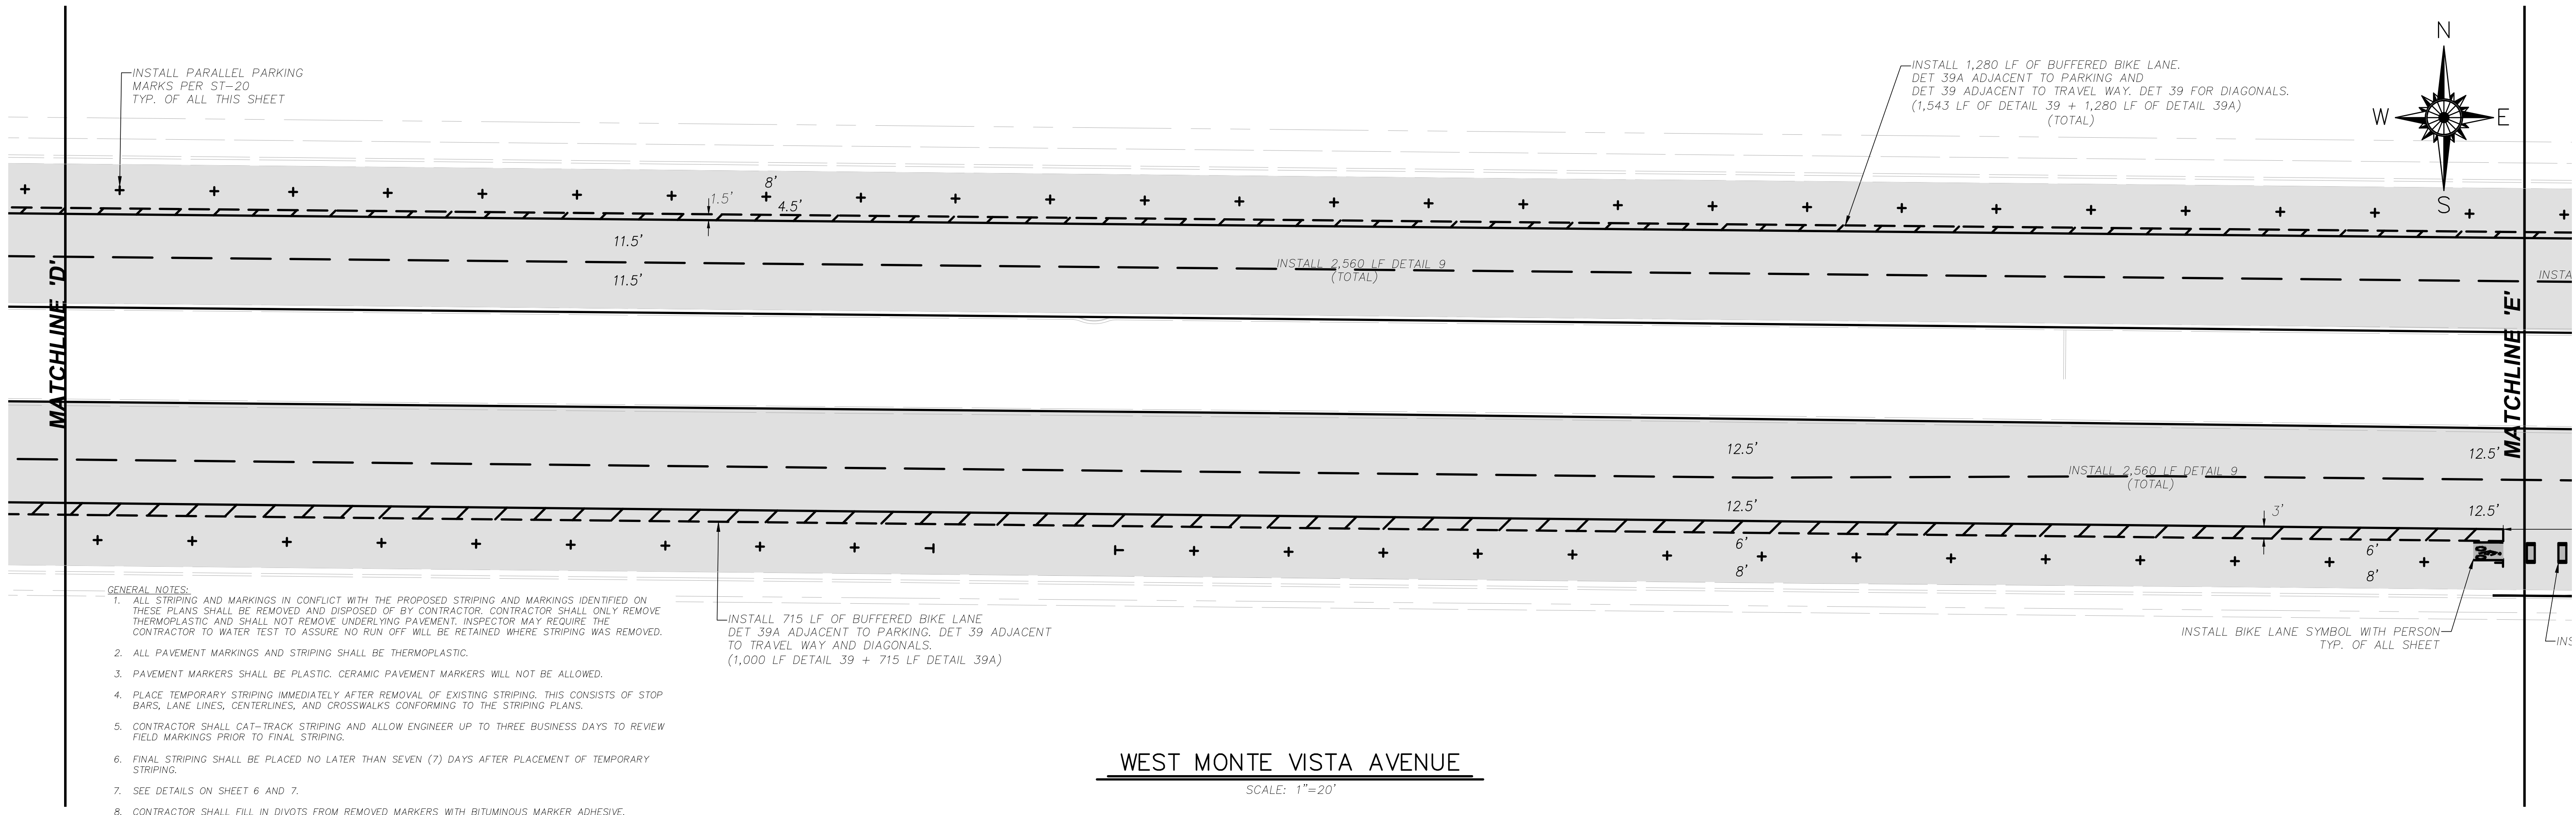 INSTALL PARALLEL PARKING
MARKS PER ST-20
TYP. OF ALL THIS SHEET
INSTALL 1,280 LF OF BUFFERED BIKE LANE.
DET 39A ADJACENT TO PARKING AND
DET 39 ADJACENT TO TRAVEL WAY. DET 39 FOR DIAGONALS.
(1,543 LF OF DETAIL 39 + 1,280 LF OF DETAIL 39A)
(TOTAL)
N
W
E
S
8'
1.5'
4.5'
11.5'
11.5'
INSTALL 2,560 LF DETAIL 9
(TOTAL)
INSTA
MATCHLINE 'D'
MATCHLINE 'E'
12.5'
12.5'
INSTALL 2,560 LF DETAIL 9
(TOTAL)
12.5'
12.5'
3'
6'
8'
6'
8'
GENERAL NOTES:
1. ALL STRIPING AND MARKINGS IN CONFLICT WITH THE PROPOSED STRIPING AND MARKINGS IDENTIFIED ON
THESE PLANS SHALL BE REMOVED AND DISPOSED OF BY CONTRACTOR. CONTRACTOR SHALL ONLY REMOVE
THERMOPLASTIC AND SHALL NOT REMOVE UNDERLYING PAVEMENT. INSPECTOR MAY REQUIRE THE
CONTRACTOR TO WATER TEST TO ASSURE NO RUN OFF WILL BE RETAINED WHERE STRIPING WAS REMOVED.
2. ALL PAVEMENT MARKINGS AND STRIPING SHALL BE THERMOPLASTIC.
3. PAVEMENT MARKERS SHALL BE PLASTIC. CERAMIC PAVEMENT MARKERS WILL NOT BE ALLOWED.
4. PLACE TEMPORARY STRIPING IMMEDIATELY AFTER REMOVAL OF EXISTING STRIPING. THIS CONSISTS OF STOP
BARS, LANE LINES, CENTERLINES, AND CROSSWALKS CONFORMING TO THE STRIPING PLANS.
5. CONTRACTOR SHALL CAT-TRACK STRIPING AND ALLOW ENGINEER UP TO THREE BUSINESS DAYS TO REVIEW
FIELD MARKINGS PRIOR TO FINAL STRIPING.
6. FINAL STRIPING SHALL BE PLACED NO LATER THAN SEVEN (7) DAYS AFTER PLACEMENT OF TEMPORARY
STRIPING.
7. SEE DETAILS ON SHEET 6 AND 7.
8. CONTRACTOR SHALL FILL IN DIVOTS FROM REMOVED MARKERS WITH BITUMINOUS MARKER ADHESIVE.
INSTALL 715 LF OF BUFFERED BIKE LANE
DET 39A ADJACENT TO PARKING. DET 39 ADJACENT
TO TRAVEL WAY AND DIAGONALS.
(1,000 LF DETAIL 39 + 715 LF DETAIL 39A)
INSTALL BIKE LANE SYMBOL WITH PERSON
TYP. OF ALL SHEET
INS
WEST MONTE VISTA AVENUE
SCALE: 1"=20'